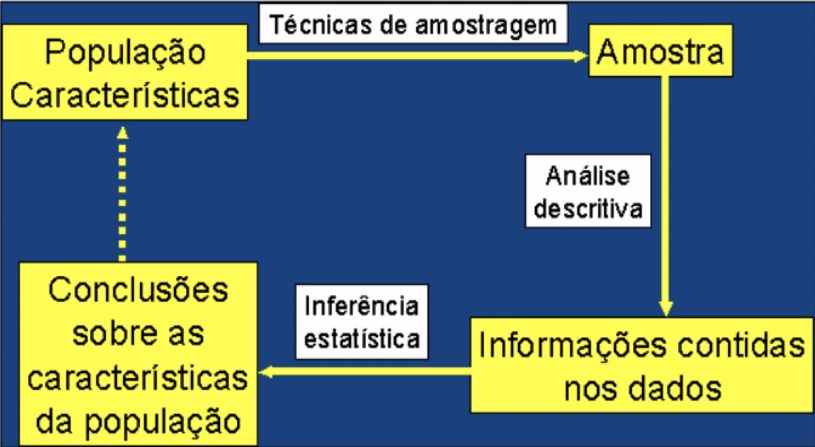 Técnicas de amostragem
População
Características
Amostra
Análise
descritiva
Informações contidas
nos dados
Inferência
estatística
Conclusões
sobre as
características
da população